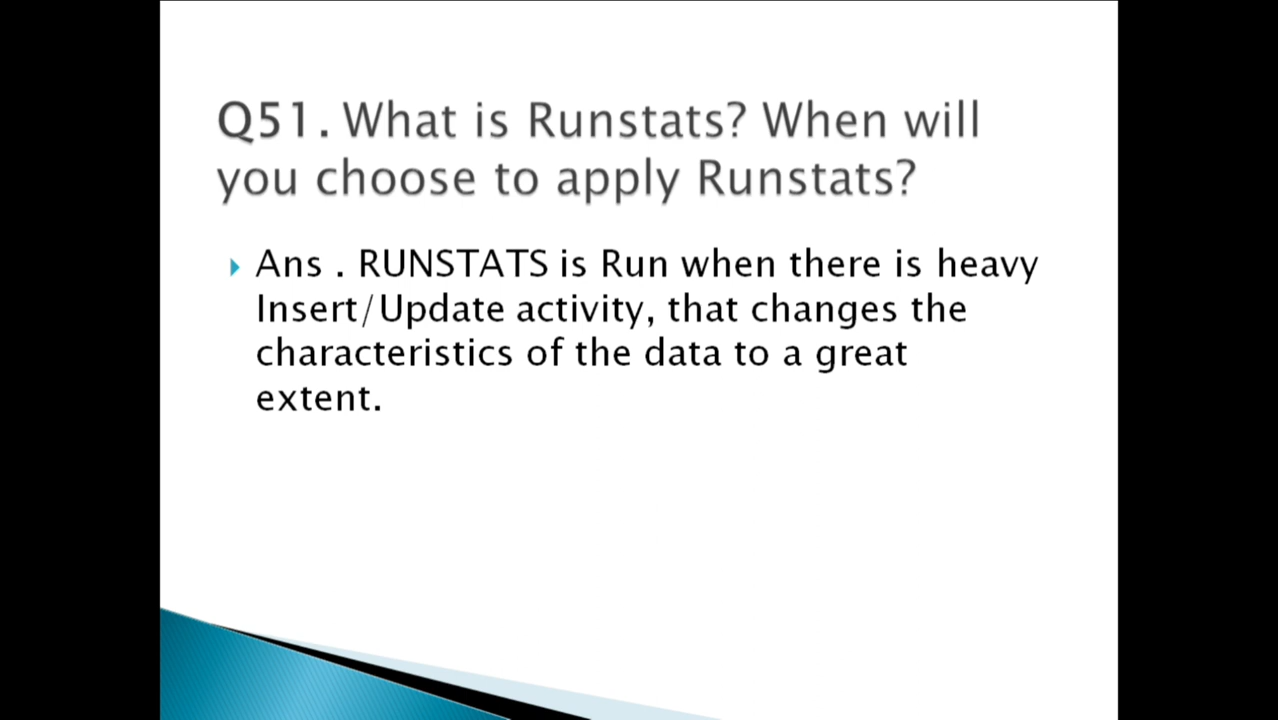 Q51. What is Runstats? When will
you choose to apply Runstats?
Ans . RUNSTATS is Run when there is heavy
Insert/Update activity, that changes the
characteristics of the data to a great
extent.